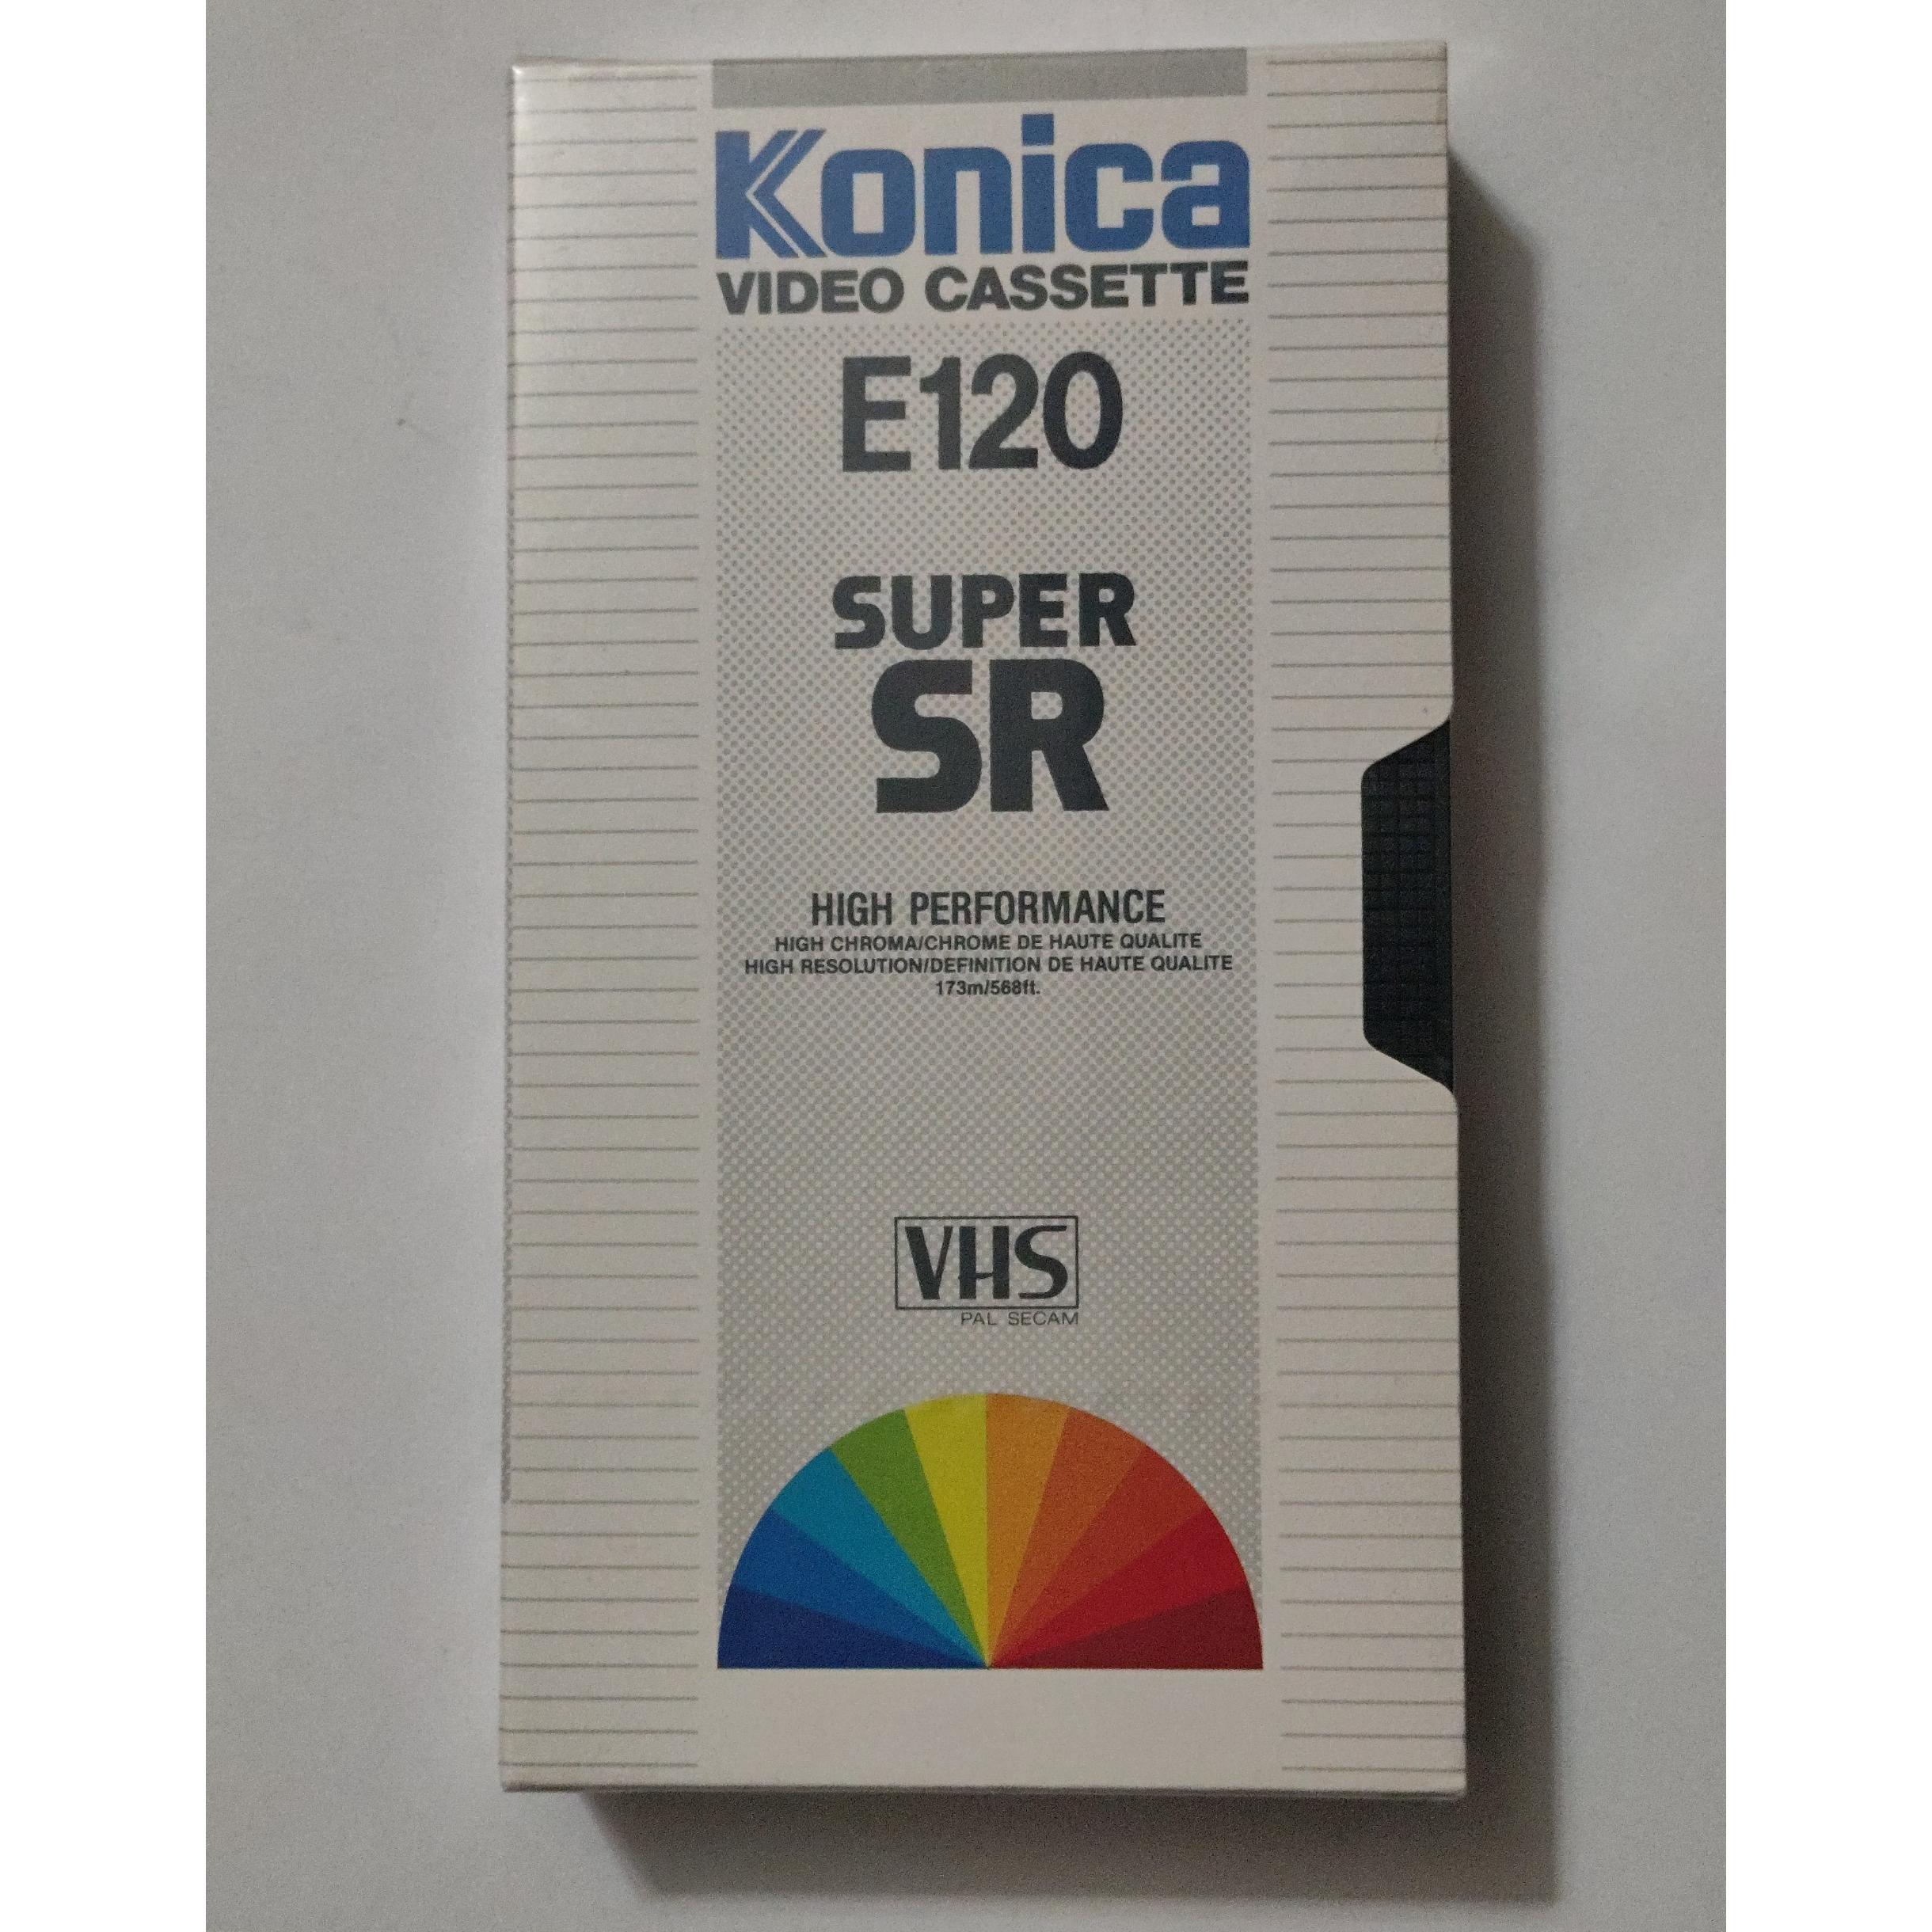 Konica
VIDEO CASSETTE
E120
SUPER
SR
HIGH PERFORMANCE
HIGH CHROMA/CHROME DE HAUTE QUALITE
HIGH RESOLUTION/DEFINITION DE HAUTE QUALITE
173m/568ft.
VHS
PAL SECAM